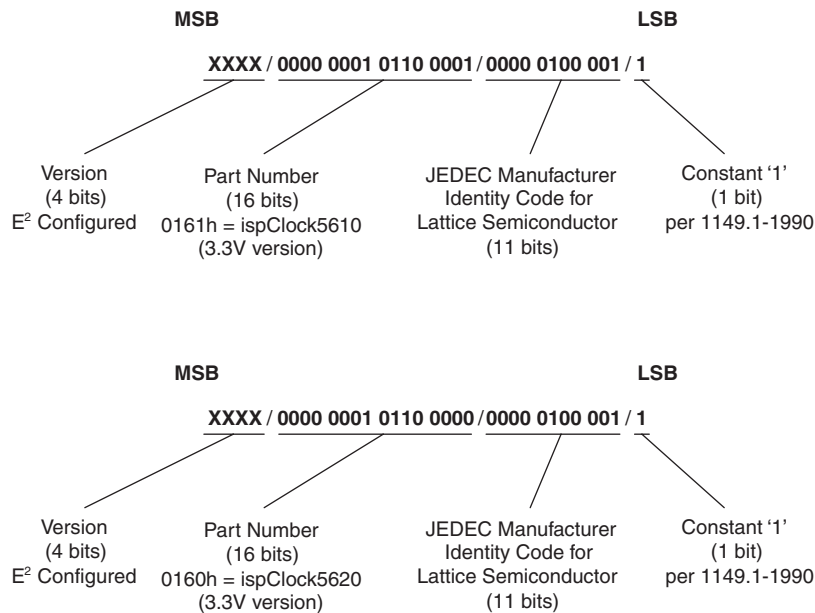 MSB LSB
XXXX / 0000 0001 0110 0001 / 0000 0100 001 / 1
Version
(4 bits)
E² Configured
Part Number
(16 bits)
0161h = ispClock5610
(3.3V version)
JEDEC Manufacturer
Identity Code for
Lattice Semiconductor
(11 bits)
Constant ‘1’
(1 bit)
per 1149.1-1990
MSB LSB
XXXX / 0000 0001 0110 0000 / 0000 0100 001 / 1
Version
(4 bits)
E² Configured
Part Number
(16 bits)
0160h = ispClock5620
(3.3V version)
JEDEC Manufacturer
Identity Code for
Lattice Semiconductor
(11 bits)
Constant ‘1’
(1 bit)
per 1149.1-1990